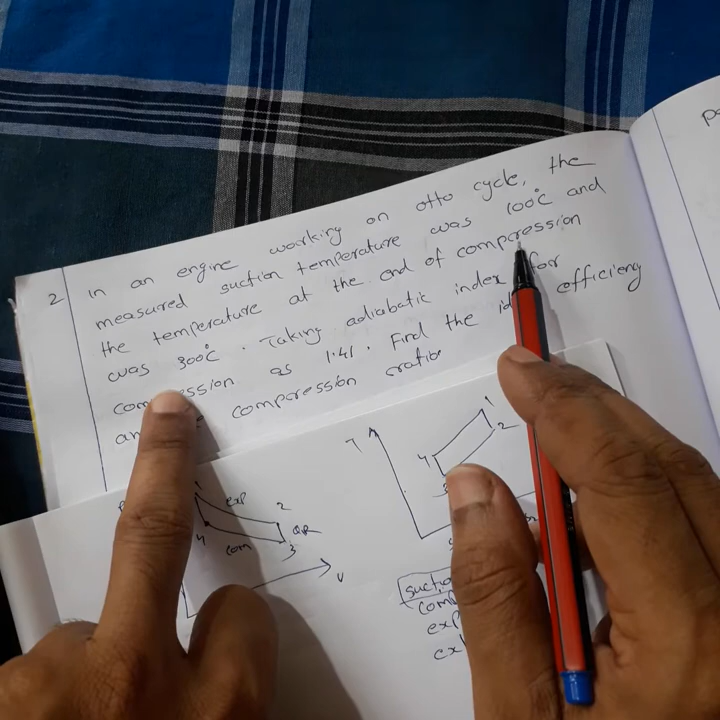 2 In an engine working on otto cycle, the
measured suction temperature was 100°C and
the temperature at the end of compression
was 300°C. Taking adiabatic index for
as 1.41. Find the efficiency
compression ratio
T
1
2
4
exp
2
QR
4
com
3
V